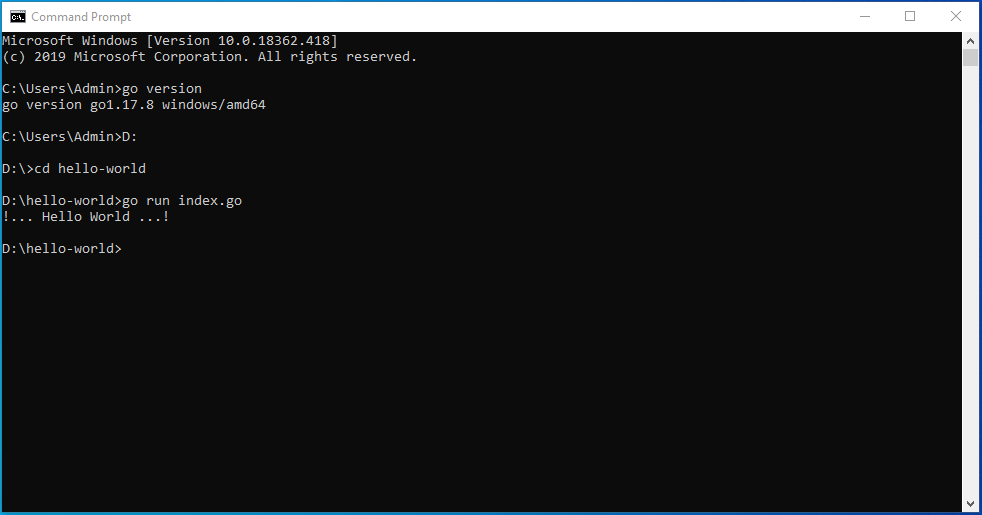 Command Prompt
Microsoft Windows [Version 10.0.18362.418]
(c) 2019 Microsoft Corporation. All rights reserved.
C:\Users\Admin>go version
go version go1.17.8 windows/amd64
C:\Users\Admin>D:
D:\>cd hello-world
D:\hello-world>go run index.go
!... Hello World ...!
D:\hello-world>